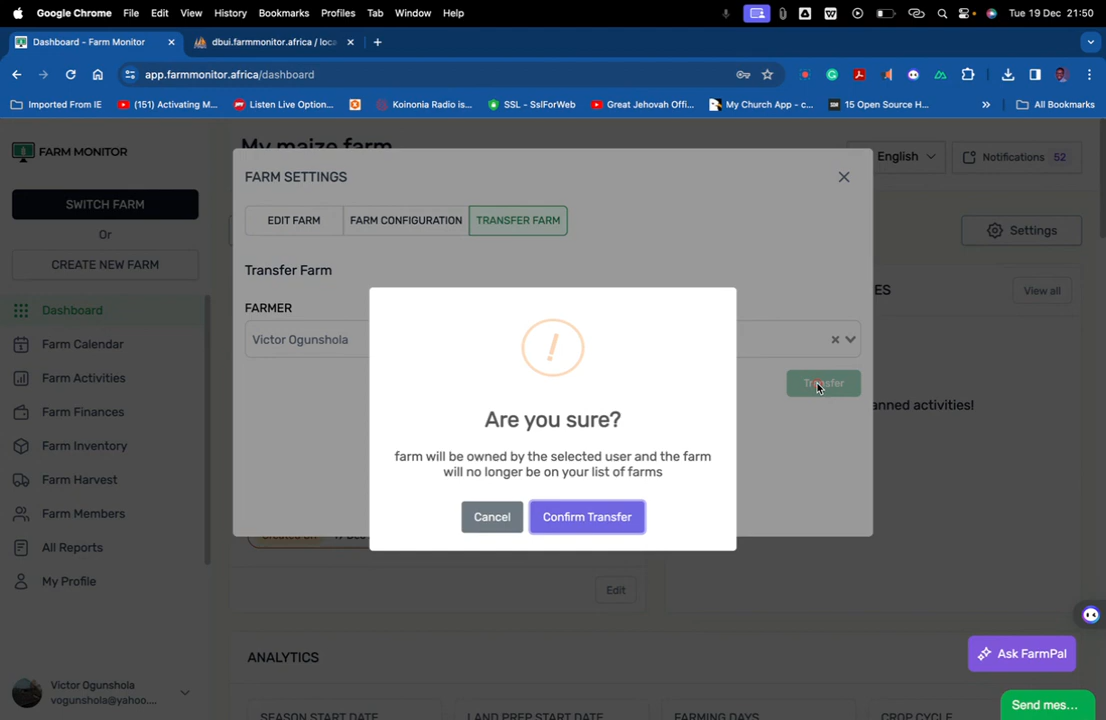 Google Chrome File Edit View History Bookmarks Profiles Tab Window Help W Tue 19 Dec 21:50
Dashboard - Farm Monitor dbui.farmmonitor.africa / loca
app.farmmonitor.africa/dashboard
Imported From IE (151) Activating M... Listen Live Option... Koinonia Radio is... SSL - SslForWeb Great Jehovah Offi... My Church App - c... 15 Open Source H... » All Bookmarks
My maize farm
FARM MONITOR
English
Notifications 52
FARM SETTINGS
SWITCH FARM
Or
CREATE NEW FARM
EDIT FARM FARM CONFIGURATION TRANSFER FARM
Settings
Transfer Farm
ES View all
FARMER
Victor Ogunshola
Transfer
anned activities!
Dashboard
Farm Calendar
Farm Activities
Farm Finances
Farm Inventory
Farm Harvest
Farm Members
All Reports
My Profile
!
Are you sure?
farm will be owned by the selected user and the farm
will no longer be on your list of farms
Cancel Confirm Transfer
Edit
Ask FarmPal
ANALYTICS
Victor Ogunshola
vogunshola@yahoo....
Send mes...
SEASON START DATE LAND PREP START DATE FARMING DAYS CROP CYCLE